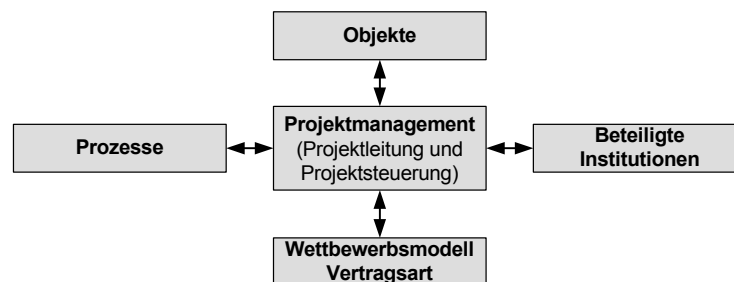 Objekte
Prozesse
Projektmanagement
(Projektleitung und
Projektsteuerung)
Beteiligte
Institutionen
Wettbewerbsmodell
Vertragsart